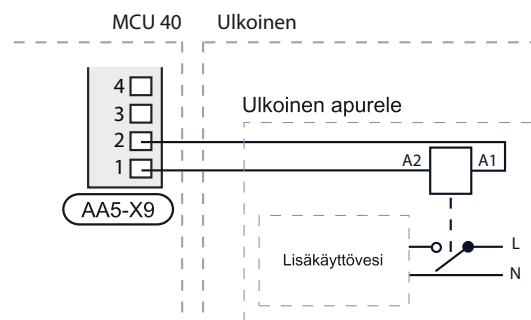 MCU 40 Ulkoinen
4
3
2
1
AA5-X9
Ulkoinen apurele
A2 A1
Lisäkäyttövesi
L
N